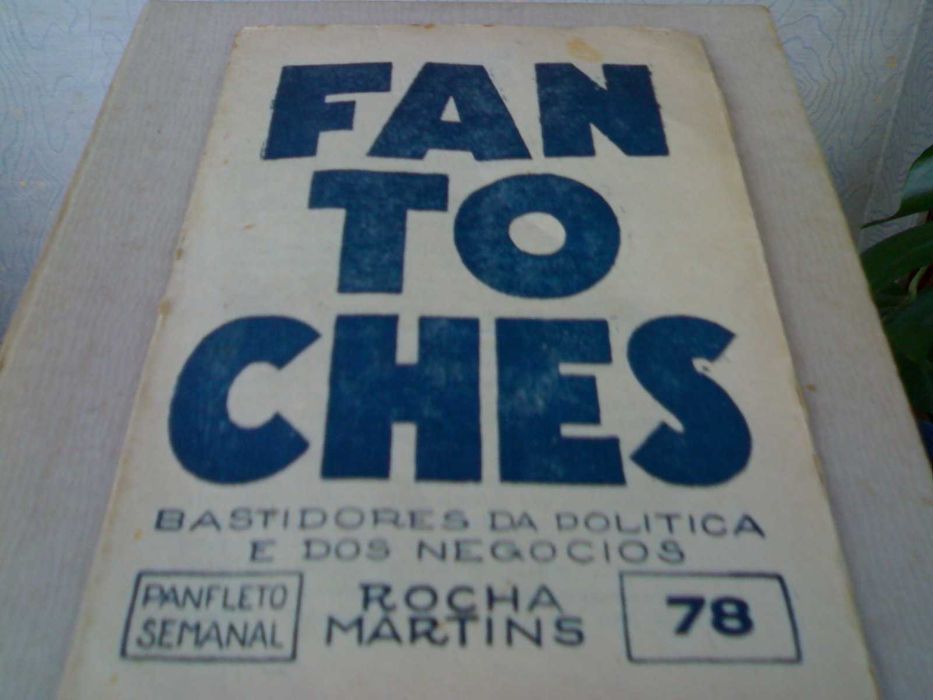 FAN
TO
CHES
BASTIDORES DA POLITICA
E DOS NEGOCIOS
PANFLETO
SEMANAL
ROCHA
MARTINS
78